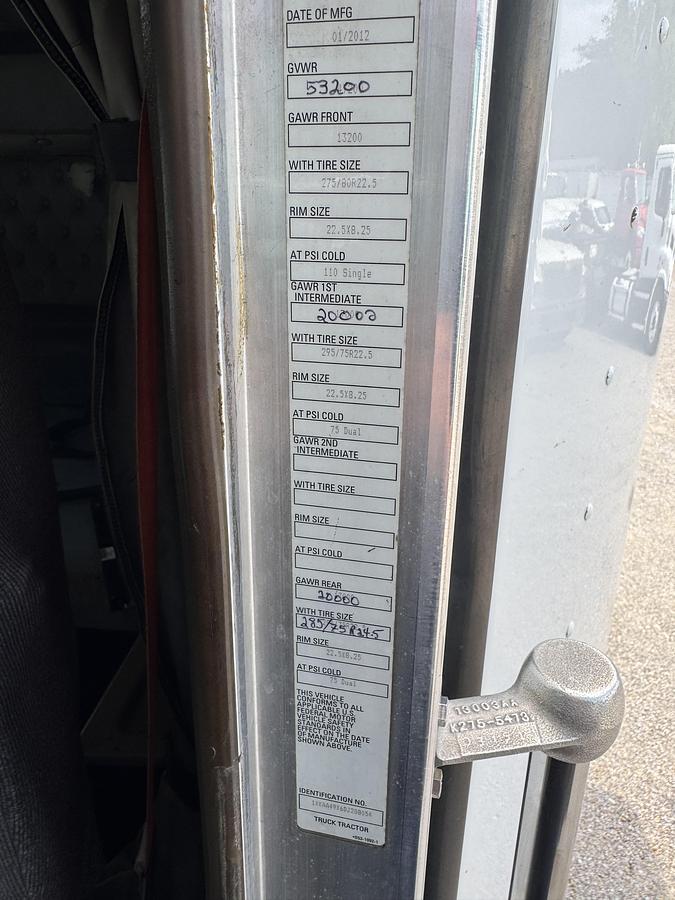 DATE OF MFG
01/2012
GVWR
53200
GAWR FRONT
13200
WITH TIRE SIZE
275/80R22.5
RIM SIZE
22.5X8.25
AT PSI COLD
110 Single
GAWR 1ST
INTERMEDIATE
20000
WITH TIRE SIZE
295/75R22.5
RIM SIZE
22.5X8.25
AT PSI COLD
75 Dual
GAWR 2ND
INTERMEDIATE
WITH TIRE SIZE
RIM SIZE
AT PSI COLD
GAWR REAR
20000
WITH TIRE SIZE
285/75R245
RIM SIZE
22.5X8.25
AT PSI COLD
75 Dual
THIS VEHICLE
CONFORMS TO ALL
APPLICABLE U.S.
FEDERAL MOTOR
VEHICLE SAFETY
STANDARDS IN
EFFECT ON THE DATE
OF MANUFACTURE
SHOWN ABOVE.
IDENTIFICATION NO.
TRUCK TRACTOR
13003AA
K275-5473